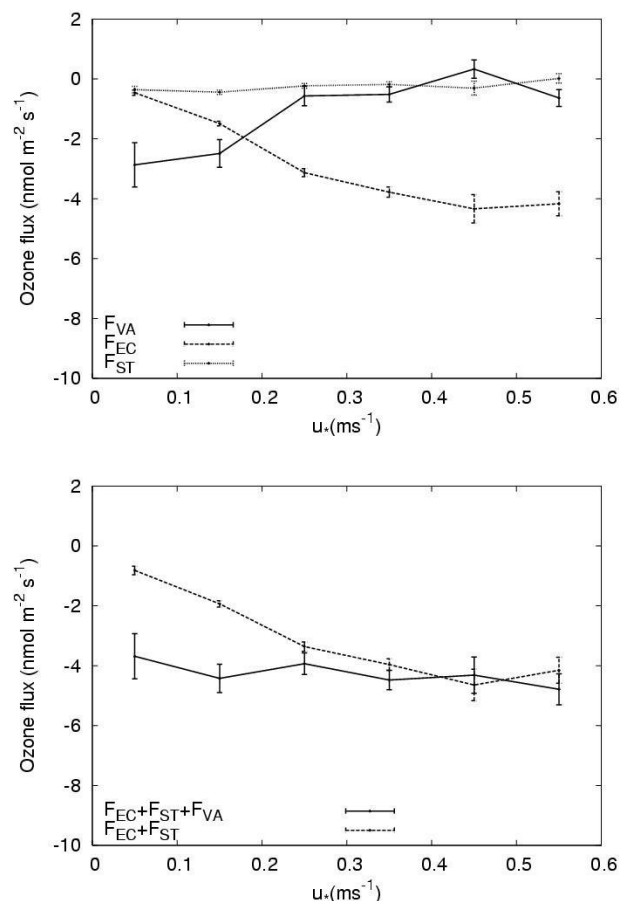 2
0
-2
-4
-6
-8
-10
Ozone flux (nmol m⁻² s⁻¹)
F_VA
F_EC
F_ST
0 0.1 0.2 0.3 0.4 0.5 0.6
u*(ms⁻¹)
2
0
-2
-4
-6
-8
-10
Ozone flux (nmol m⁻² s⁻¹)
F_EC+F_ST+F_VA
F_EC+F_ST
0 0.1 0.2 0.3 0.4 0.5 0.6
u*(ms⁻¹)